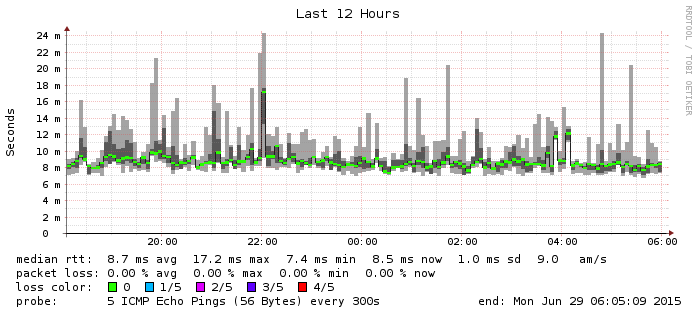 Last 12 Hours
RRDTOOL / TOBI OETIKER
Seconds
24 m
22 m
20 m
18 m
16 m
14 m
12 m
10 m
8 m
6 m
4 m
2 m
0
20:00 22:00 00:00 02:00 04:00 06:00
median rtt: 8.7 ms avg 17.2 ms max 7.4 ms min 8.5 ms now 1.0 ms sd 9.0 am/s
packet loss: 0.00 % avg 0.00 % max 0.00 % min 0.00 % now
loss color: 0 1/5 2/5 3/5 4/5
probe: 5 ICMP Echo Pings (56 Bytes) every 300s end: Mon Jun 29 06:05:09 2015